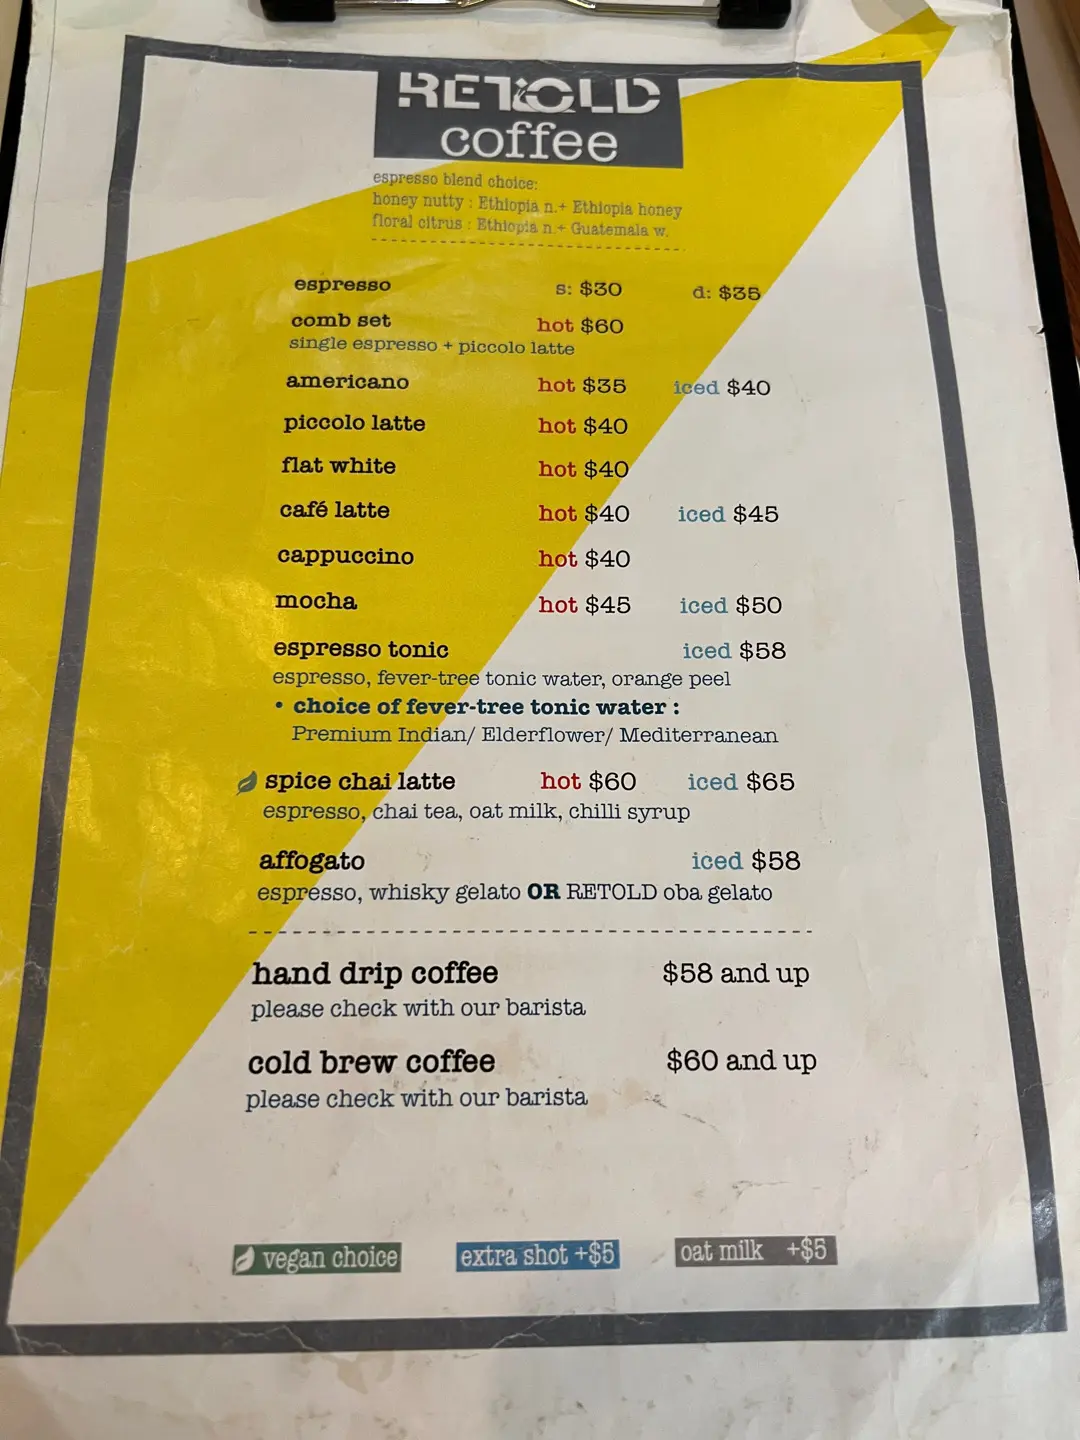 RETOLD
coffee
espresso blend choice:
honey nutty : Ethiopia n.+ Ethiopia honey
floral citrus : Ethiopia n.+ Guatemala w.
espresso s: $30 d: $35
comb set hot $60
single espresso + piccolo latte
americano hot $35 iced $40
piccolo latte hot $40
flat white hot $40
café latte hot $40 iced $45
cappuccino hot $40
mocha hot $45 iced $50
espresso tonic iced $58
espresso, fever-tree tonic water, orange peel
• choice of fever-tree tonic water :
Premium Indian/ Elderflower/ Mediterranean
spice chai latte hot $60 iced $65
espresso, chai tea, oat milk, chilli syrup
affogato iced $58
espresso, whisky gelato OR RETOLD oba gelato
hand drip coffee $58 and up
please check with our barista
cold brew coffee $60 and up
please check with our barista
vegan choice extra shot +$5 oat milk +$5